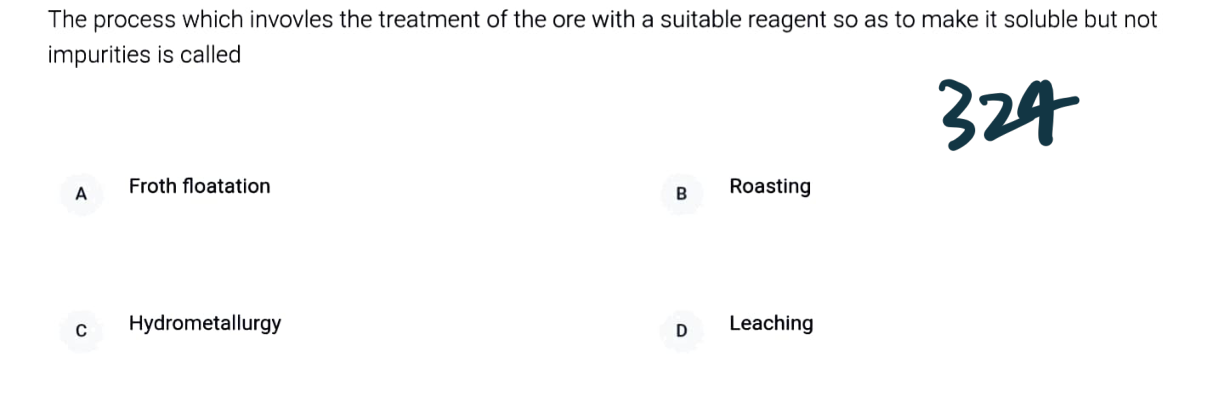 The process which invovles the treatment of the ore with a suitable reagent so as to make it soluble but not
impurities is called
324
A Froth floatation
B Roasting
C Hydrometallurgy
D Leaching